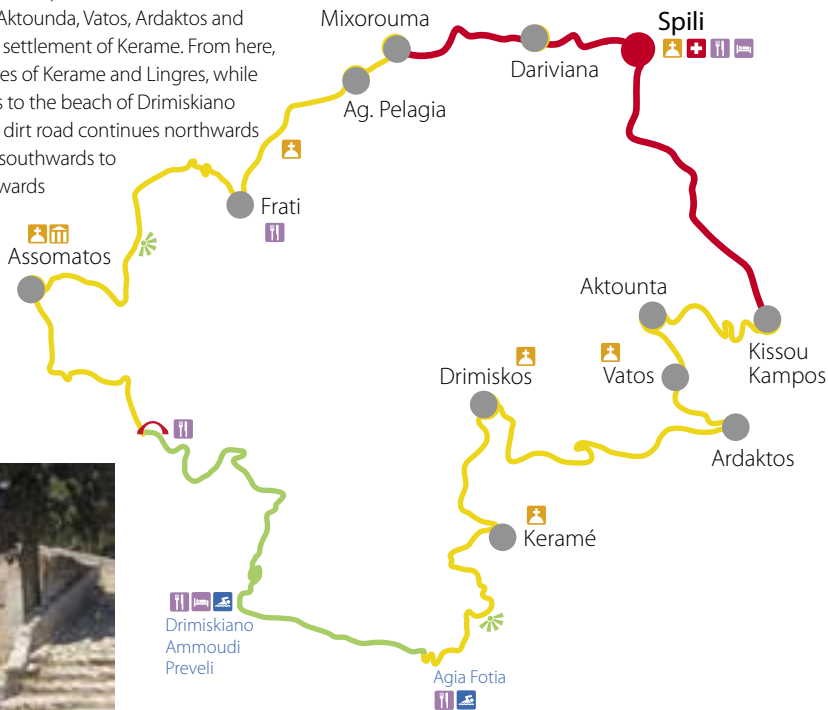 Aktounda, Vatos, Ardaktos and
settlement of Kerame. From here,
es of Kerame and Lingres, while
s to the beach of Drimiskiano
dirt road continues northwards
southwards to
wards
Mixorouma
Spili
Dariviana
Ag. Pelagia
Frati
Assomatos
Aktounta
Kissou
Kampos
Drimiskos
Vatos
Ardaktos
Keramé
Drimiskiano
Ammoudi
Preveli
Agia Fotia